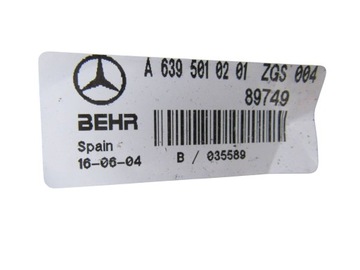 A 639 501 02 01 ZGS 004
89749
BEHR
Spain
16-06-04
B / 035589